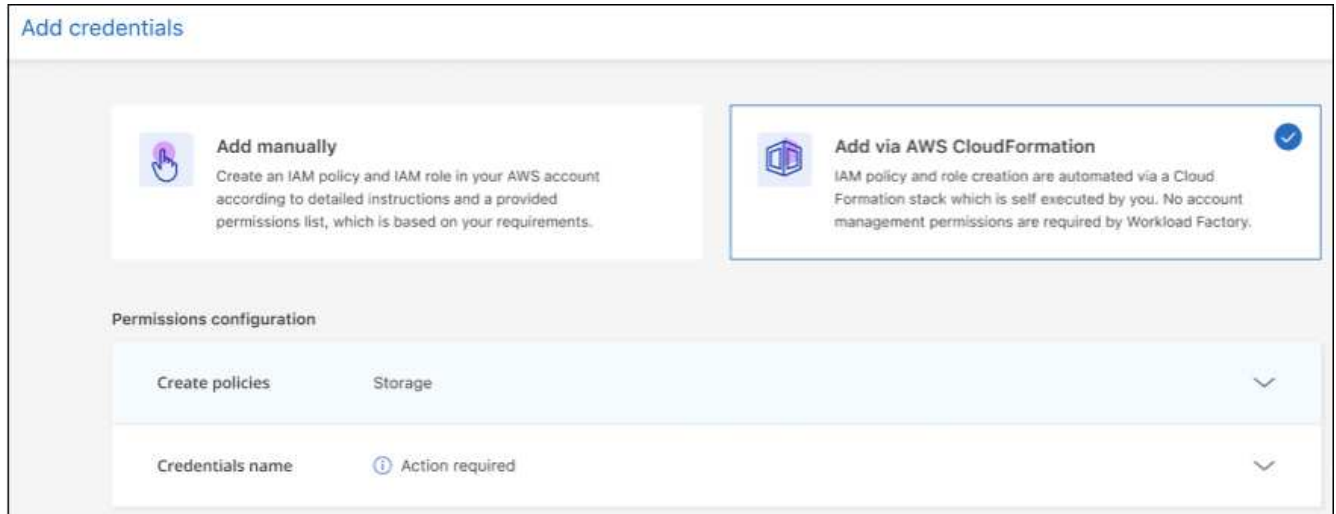 Add credentials
Add manually
Create an IAM policy and IAM role in your AWS account
according to detailed instructions and a provided
permissions list, which is based on your requirements.
Add via AWS CloudFormation
IAM policy and role creation are automated via a Cloud
Formation stack which is self executed by you. No account
management permissions are required by Workload Factory.
Permissions configuration
Create policies Storage
Credentials name Action required